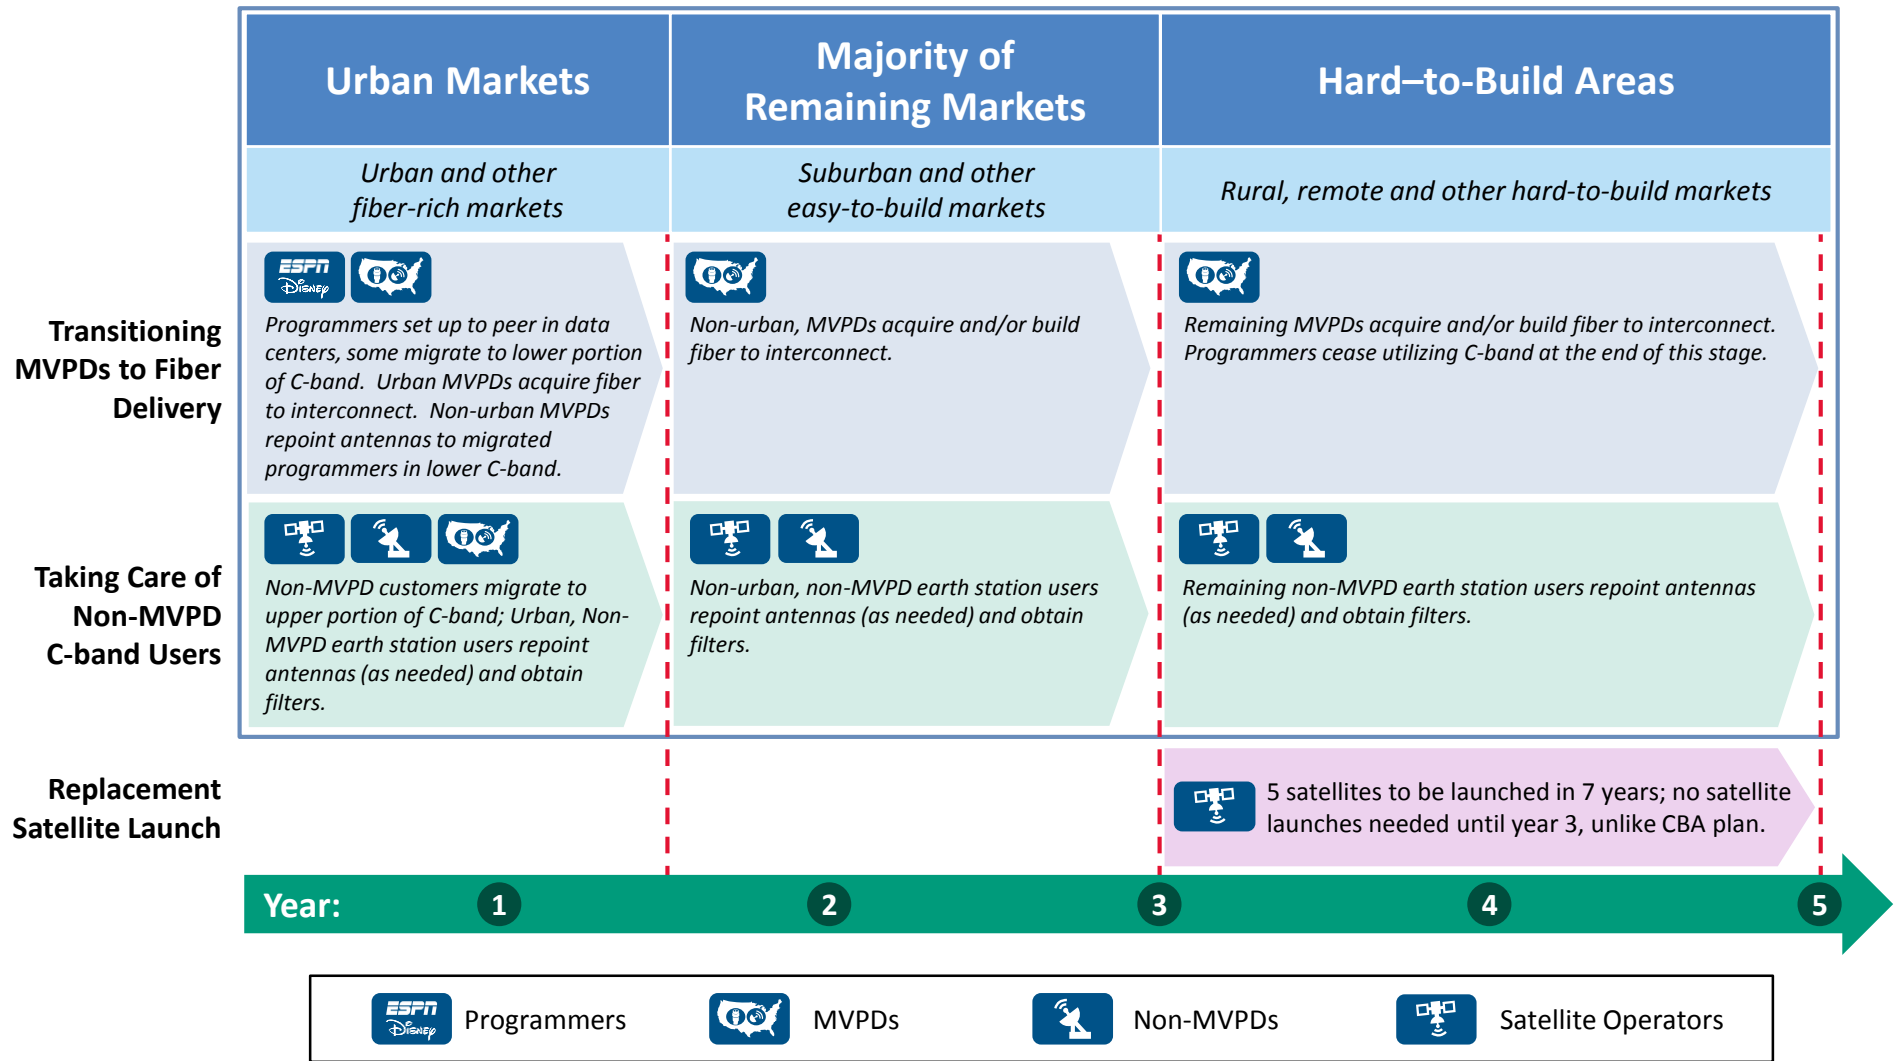 Urban Markets
Majority of
Remaining Markets
Hard–to-Build Areas
Urban and other
fiber-rich markets
Suburban and other
easy-to-build markets
Rural, remote and other hard-to-build markets
Transitioning
MVPDs to Fiber
Delivery
ESPN
Disney
Programmers set up to peer in data
centers, some migrate to lower portion
of C-band.  Urban MVPDs acquire fiber
to interconnect.  Non-urban MVPDs
repoint antennas to migrated
programmers in lower C-band.
Non-urban, MVPDs acquire and/or build
fiber to interconnect.
Remaining MVPDs acquire and/or build fiber to interconnect.
Programmers cease utilizing C-band at the end of this stage.
Taking Care of
Non-MVPD
C-band Users
Non-MVPD customers migrate to
upper portion of C-band; Urban, Non-
MVPD earth station users repoint
antennas (as needed) and obtain
filters.
Non-urban, non-MVPD earth station users
repoint antennas (as needed) and obtain
filters.
Remaining non-MVPD earth station users repoint antennas
(as needed) and obtain filters.
Replacement
Satellite Launch
5 satellites to be launched in 7 years; no satellite
launches needed until year 3, unlike CBA plan.
Year: 1 2 3 4 5
ESPN
Disney
Programmers
MVPDs
Non-MVPDs
Satellite Operators